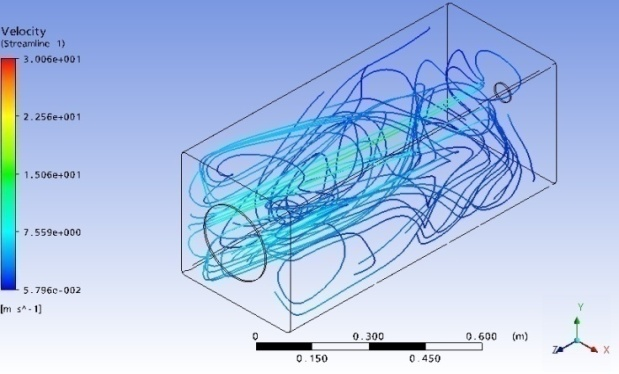 Velocity
(Streamline 1)
3.006e+001
2.256e+001
1.506e+001
7.559e+000
5.796e-002
[m s^-1]
0 0.300 0.600 (m)
0.150 0.450
Y
Z X